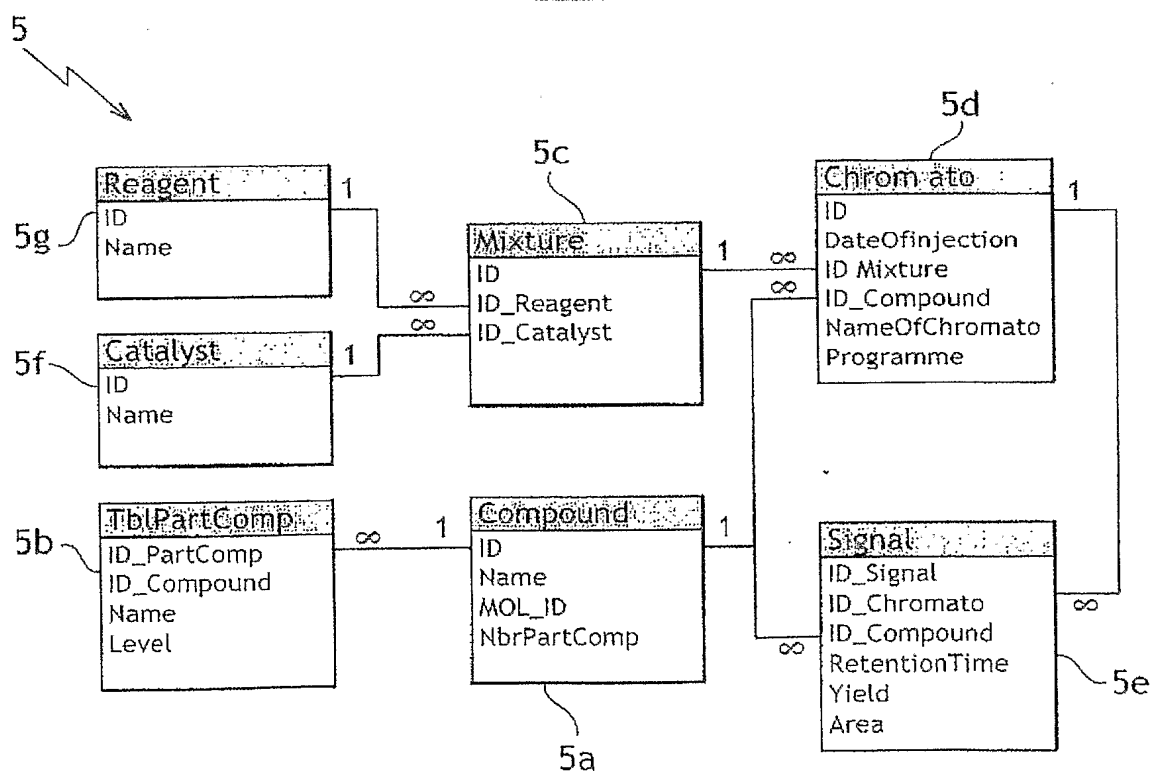 5
Reagent
ID
Name
5g
1
Catalyst
ID
Name
5f
1
TblPartComp
ID_PartComp
ID_Compound
Name
Level
5b
∞
5c
Mixture
ID
ID_Reagent
ID_Catalyst
∞
∞
1
Compound
ID
Name
MOL_ID
NbrPartComp
1
1
5a
5d
Chrom ato
ID
DateOfinjection
ID Mixture
ID_Compound
NameOfChromato
Programme
∞
∞
1
Signal
ID_Signal
ID_Chromato
ID_Compound
RetentionTime
Yield
Area
∞
∞
5e